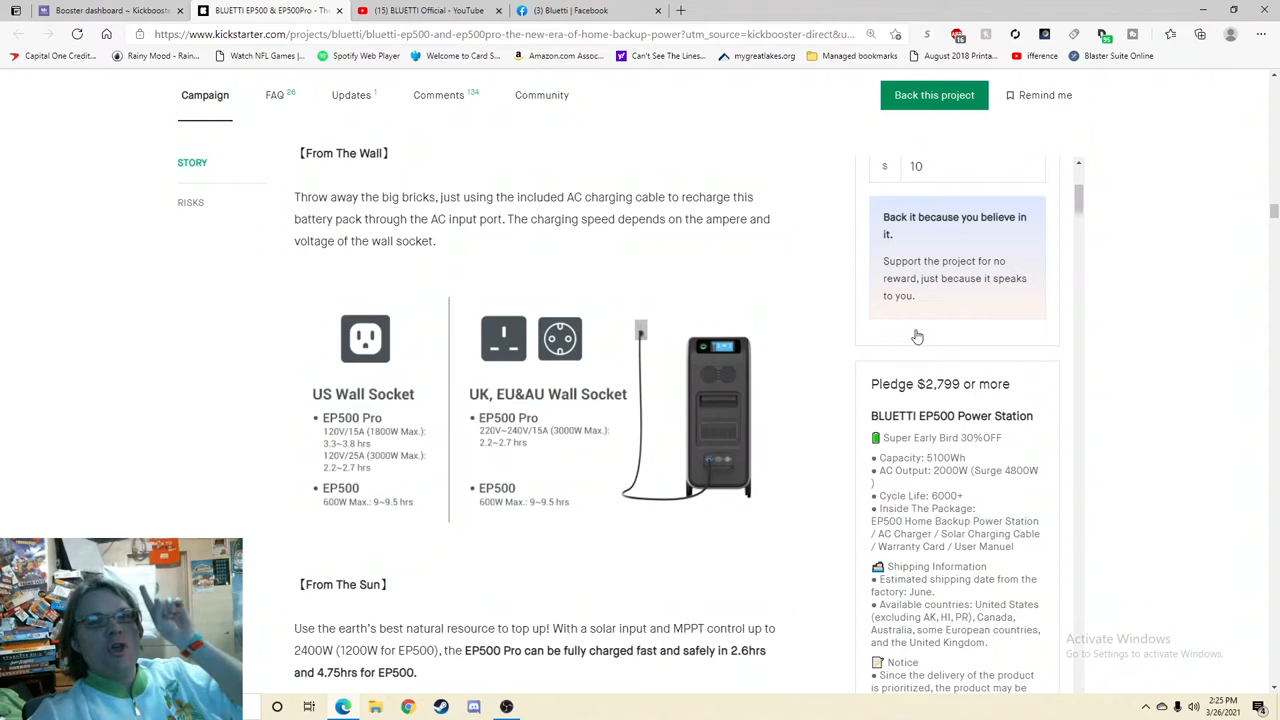 Booster dashboard ~ Kickbooste
BLUETTI EP500 & EP500Pro - The
(15) BLUETTI Official - YouTube
(3) Bluetti | Facebook
https://www.kickstarter.com/projects/bluetti/bluetti-ep500-and-ep500pro-the-new-era-of-home-backup-power?utm_source=kickbooster-direct&u...
Capital One Credit...
Rainy Mood - Rain...
Watch NFL Games |...
Spotify Web Player
Welcome to Card S...
Amazon.com Assoc...
Can't See The Lines...
mygreatlakes.org
Managed bookmarks
August 2018 Printa...
ifference
Blaster Suite Online
Campaign
FAQ 26
Updates 1
Comments 134
Community
Back this project
Remind me
STORY
RISKS
【From The Wall】
Throw away the big bricks, just using the included AC charging cable to recharge this
battery pack through the AC input port. The charging speed depends on the ampere and
voltage of the wall socket.
US Wall Socket
• EP500 Pro
120V/15A (1800W Max.):
3.3~3.8 hrs
120V/25A (3000W Max.):
2.2~2.7 hrs
• EP500
600W Max.: 9~9.5 hrs
UK, EU&AU Wall Socket
• EP500 Pro
220V~240V/15A (3000W Max.):
2.2~2.7 hrs
• EP500
600W Max.: 9~9.5 hrs
【From The Sun】
Use the earth's best natural resource to top up! With a solar input and MPPT control up to
2400W (1200W for EP500), the EP500 Pro can be fully charged fast and safely in 2.6hrs
and 4.75hrs for EP500.
$ 10
Back it because you believe in
it.
Support the project for no
reward, just because it speaks
to you.
Pledge $2,799 or more
BLUETTI EP500 Power Station
Super Early Bird 30%OFF
● Capacity: 5100Wh
● AC Output: 2000W (Surge 4800W
)
● Cycle Life: 6000+
● Inside The Package:
EP500 Home Backup Power Station
/ AC Charger / Solar Charging Cable
/ Warranty Card / User Manuel
Shipping Information
● Estimated shipping date from the
factory: June.
● Available countries: United States
(excluding AK, HI, PR), Canada,
Australia, some European countries,
and the United Kingdom.
Notice
● Since the delivery of the product
is prioritized, the product may be
Activate Windows
Go to Settings to activate Windows.
2:25 PM
3/26/2021